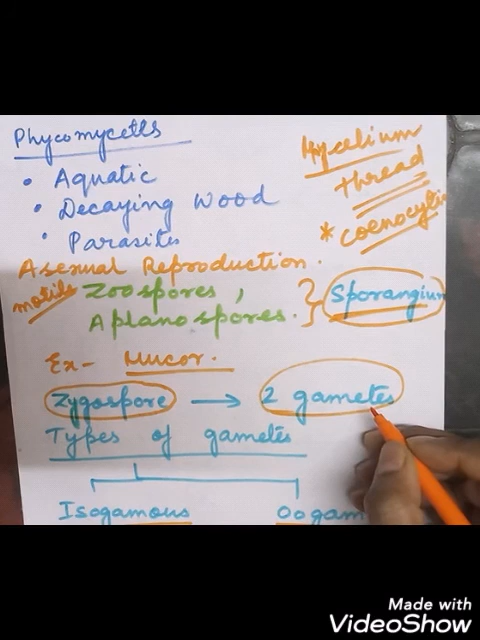 Phycomycetes
• Aquatic
• Decaying Wood
• Parasites
Mycelium
thread
* coenocytic
Asexual Reproduction.
motile Zoospores,
Aplanospores. } Sporangium
Ex- Mucor.
Zygospore → 2 gametes
Types of gametes
Isogamous Oogam
Made with
VideoShow